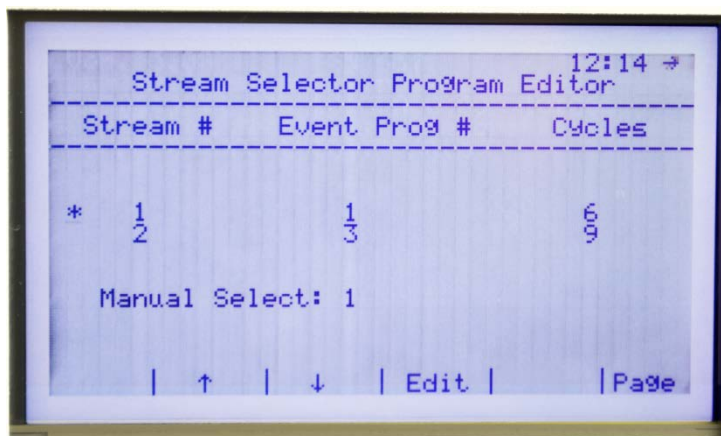 12:14 →
Stream Selector Program Editor
Stream # Event Prog # Cycles
* 1 1 6
2 3 9
Manual Select: 1
| ↑ | ↓ | Edit | | Page